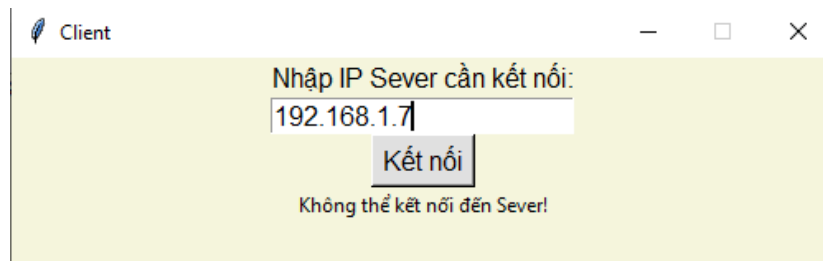 Client
Nhập IP Sever cần kết nối:
192.168.1.7
Kết nối
Không thể kết nối đến Sever!